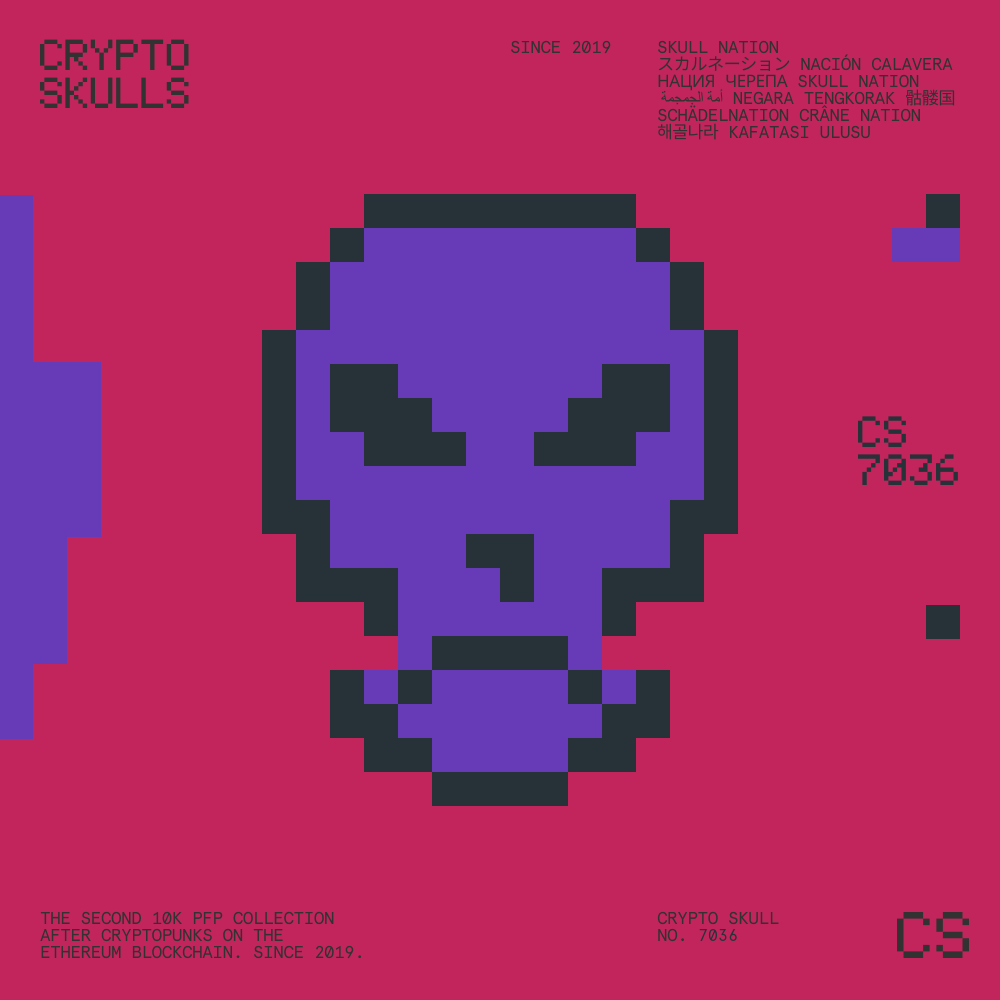 CRYPTO
SKULLS
SINCE 2019
SKULL NATION
スカルネーション NACIÓN CALAVERA
НАЦИЯ ЧЕРЕПА SKULL NATION
أمة الجمجمة NEGARA TENGKORAK 骷髅国
SCHÄDELNATION CRÂNE NATION
해골나라 KAFATASI ULUSU
CS
7036
THE SECOND 10K PFP COLLECTION
AFTER CRYPTOPUNKS ON THE
ETHEREUM BLOCKCHAIN. SINCE 2019.
CRYPTO SKULL
NO. 7036
CS